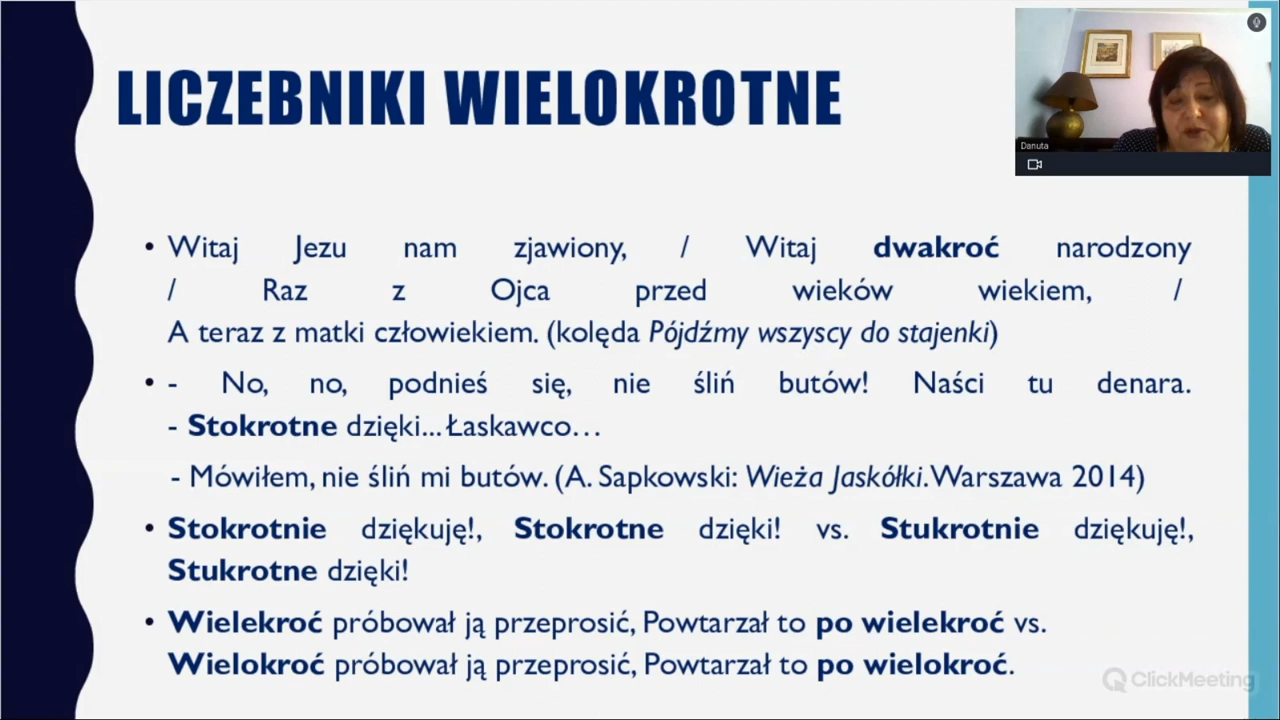 LICZEBNIKI WIELOKROTNE
Danuta
• Witaj Jezu nam zjawiony, / Witaj dwakroć narodzony
/ Raz z Ojca przed wieków wiekiem, /
A teraz z matki człowiekiem. (kolęda Pójdźmy wszyscy do stajenki)
• - No, no, podnieś się, nie śliń butów! Naści tu denara.
- Stokrotne dzięki... Łaskawco…
- Mówiłem, nie śliń mi butów. (A. Sapkowski: Wieża Jaskółki. Warszawa 2014)
• Stokrotnie dziękuję!, Stokrotne dzięki! vs. Stukrotnie dziękuję!,
Stukrotne dzięki!
• Wielekroć próbował ją przeprosić, Powtarzał to po wielekroć vs.
Wielokroć próbował ją przeprosić, Powtarzał to po wielokroć.
ClickMeeting